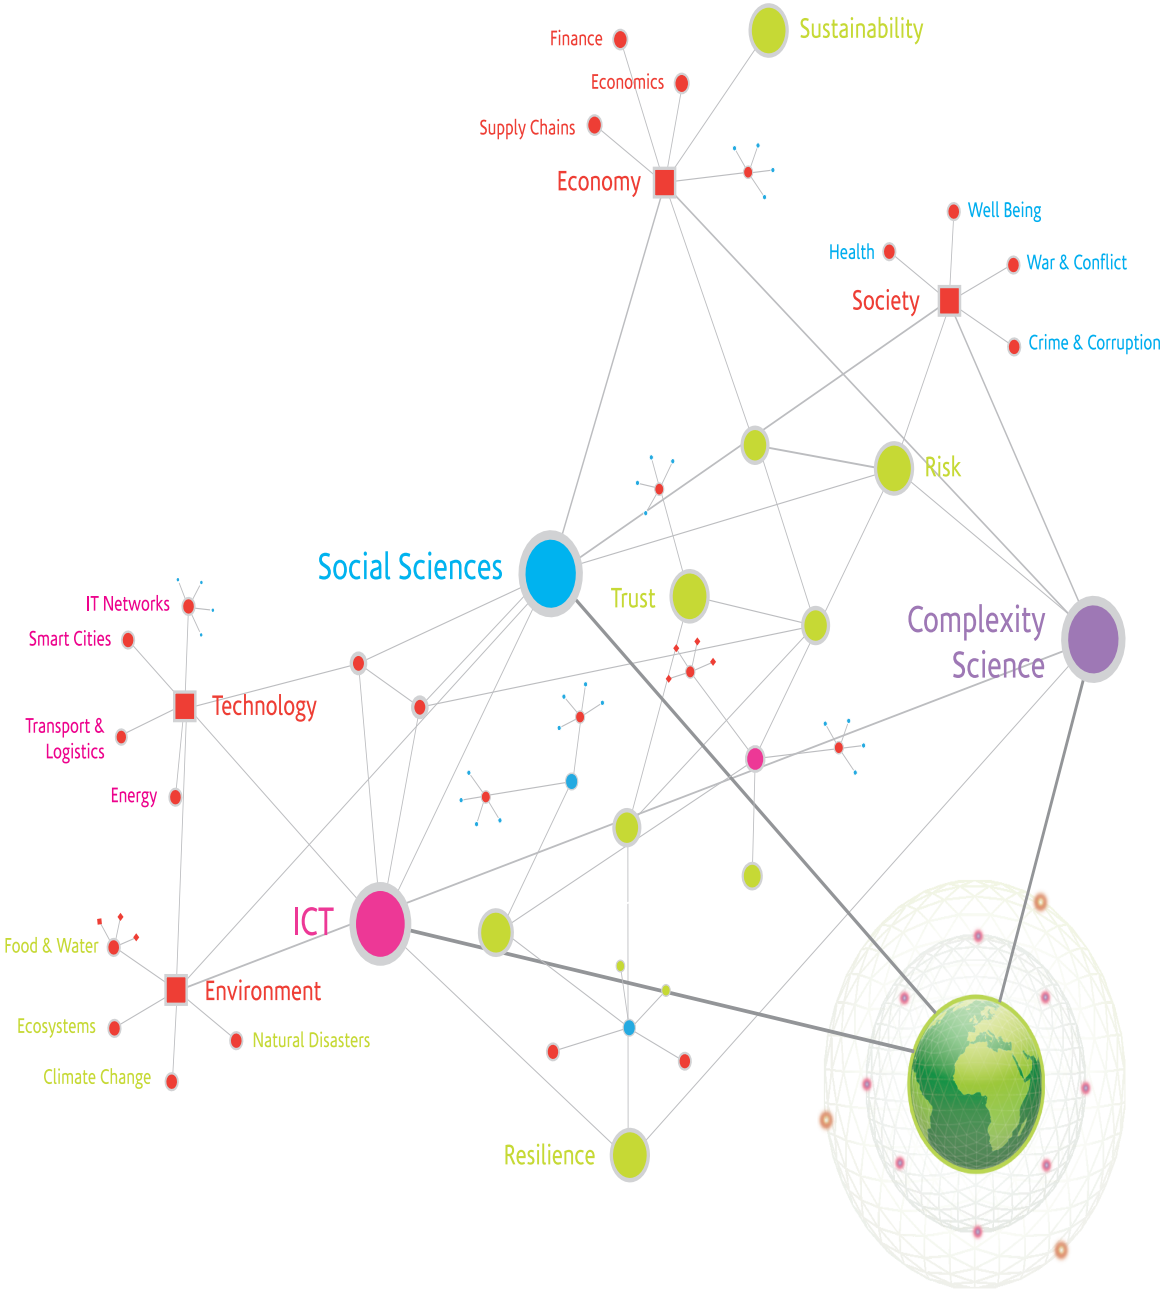 Sustainability
Finance
Economics
Supply Chains
Economy
Well Being
Health
War & Conflict
Society
Crime & Corruption
Risk
Social Sciences
Trust
IT Networks
Complexity
Science
Smart Cities
Technology
Transport &
Logistics
Energy
ICT
Food & Water
Environment
Ecosystems
Natural Disasters
Climate Change
Resilience